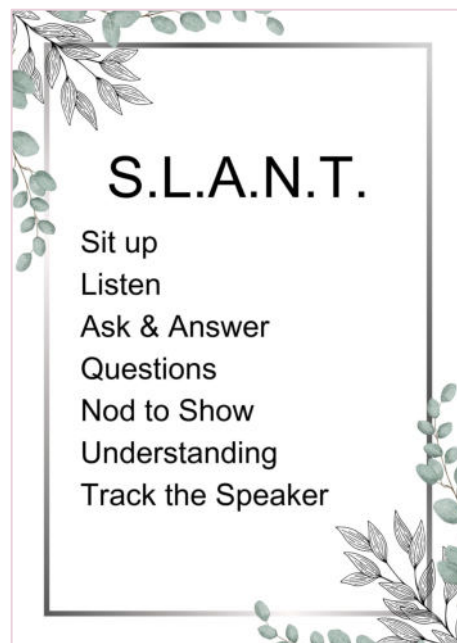 S.L.A.N.T.
Sit up
Listen
Ask & Answer
Questions
Nod to Show
Understanding
Track the Speaker